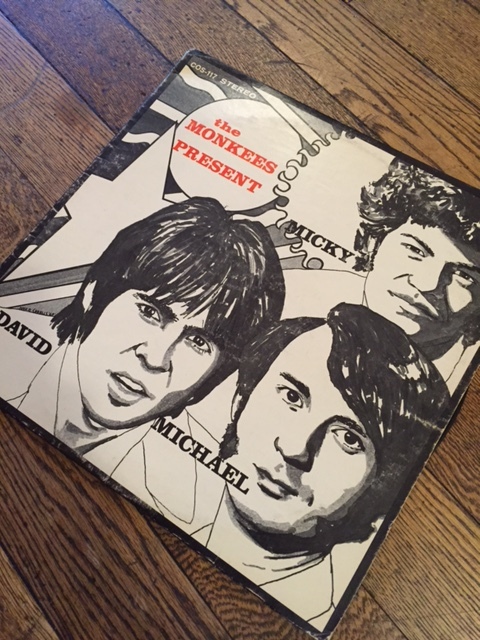 COS-117 STEREO
the
MONKEES
PRESENT
MICKY
DAVID
MICHAEL